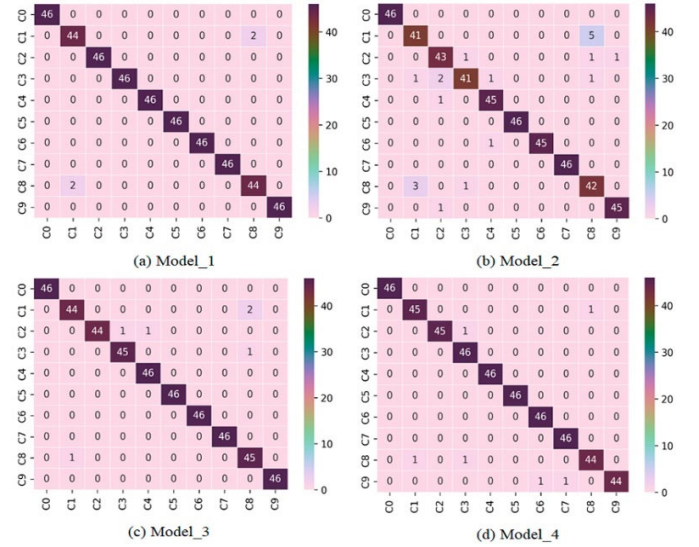 C0 46 0 0 0 0 0 0 0 0 0
C1 0 44 0 0 0 0 0 0 2 0
C2 0 0 46 0 0 0 0 0 0 0
C3 0 0 0 46 0 0 0 0 0 0
C4 0 0 0 0 46 0 0 0 0 0
C5 0 0 0 0 0 46 0 0 0 0
C6 0 0 0 0 0 0 46 0 0 0
C7 0 0 0 0 0 0 0 46 0 0
C8 0 2 0 0 0 0 0 0 44 0
C9 0 0 0 0 0 0 0 0 0 46
C0 C1 C2 C3 C4 C5 C6 C7 C8 C9
40
30
20
10
0
(a) Model_1
C0 46 0 0 0 0 0 0 0 0 0
C1 0 41 0 0 0 0 0 0 5 0
C2 0 0 43 1 0 0 0 0 1 1
C3 0 1 2 41 1 0 0 0 1 0
C4 0 0 1 0 45 0 0 0 0 0
C5 0 0 0 0 0 46 0 0 0 0
C6 0 0 0 0 1 0 45 0 0 0
C7 0 0 0 0 0 0 0 46 0 0
C8 0 3 0 1 0 0 0 0 42 0
C9 0 0 1 0 0 0 0 0 0 45
C0 C1 C2 C3 C4 C5 C6 C7 C8 C9
40
30
20
10
0
(b) Model_2
C0 46 0 0 0 0 0 0 0 0 0
C1 0 44 0 0 0 0 0 0 2 0
C2 0 0 44 1 1 0 0 0 0 0
C3 0 0 0 45 0 0 0 0 1 0
C4 0 0 0 0 46 0 0 0 0 0
C5 0 0 0 0 0 46 0 0 0 0
C6 0 0 0 0 0 0 46 0 0 0
C7 0 0 0 0 0 0 0 46 0 0
C8 0 1 0 0 0 0 0 0 45 0
C9 0 0 0 0 0 0 0 0 0 46
C0 C1 C2 C3 C4 C5 C6 C7 C8 C9
40
30
20
10
0
(c) Model_3
C0 46 0 0 0 0 0 0 0 0 0
C1 0 45 0 0 0 0 0 0 1 0
C2 0 0 45 1 0 0 0 0 0 0
C3 0 0 0 46 0 0 0 0 0 0
C4 0 0 0 0 46 0 0 0 0 0
C5 0 0 0 0 0 46 0 0 0 0
C6 0 0 0 0 0 0 46 0 0 0
C7 0 0 0 0 0 0 0 46 0 0
C8 0 1 0 1 0 0 0 0 44 0
C9 0 0 0 0 0 0 1 1 0 44
C0 C1 C2 C3 C4 C5 C6 C7 C8 C9
40
30
20
10
0
(d) Model_4